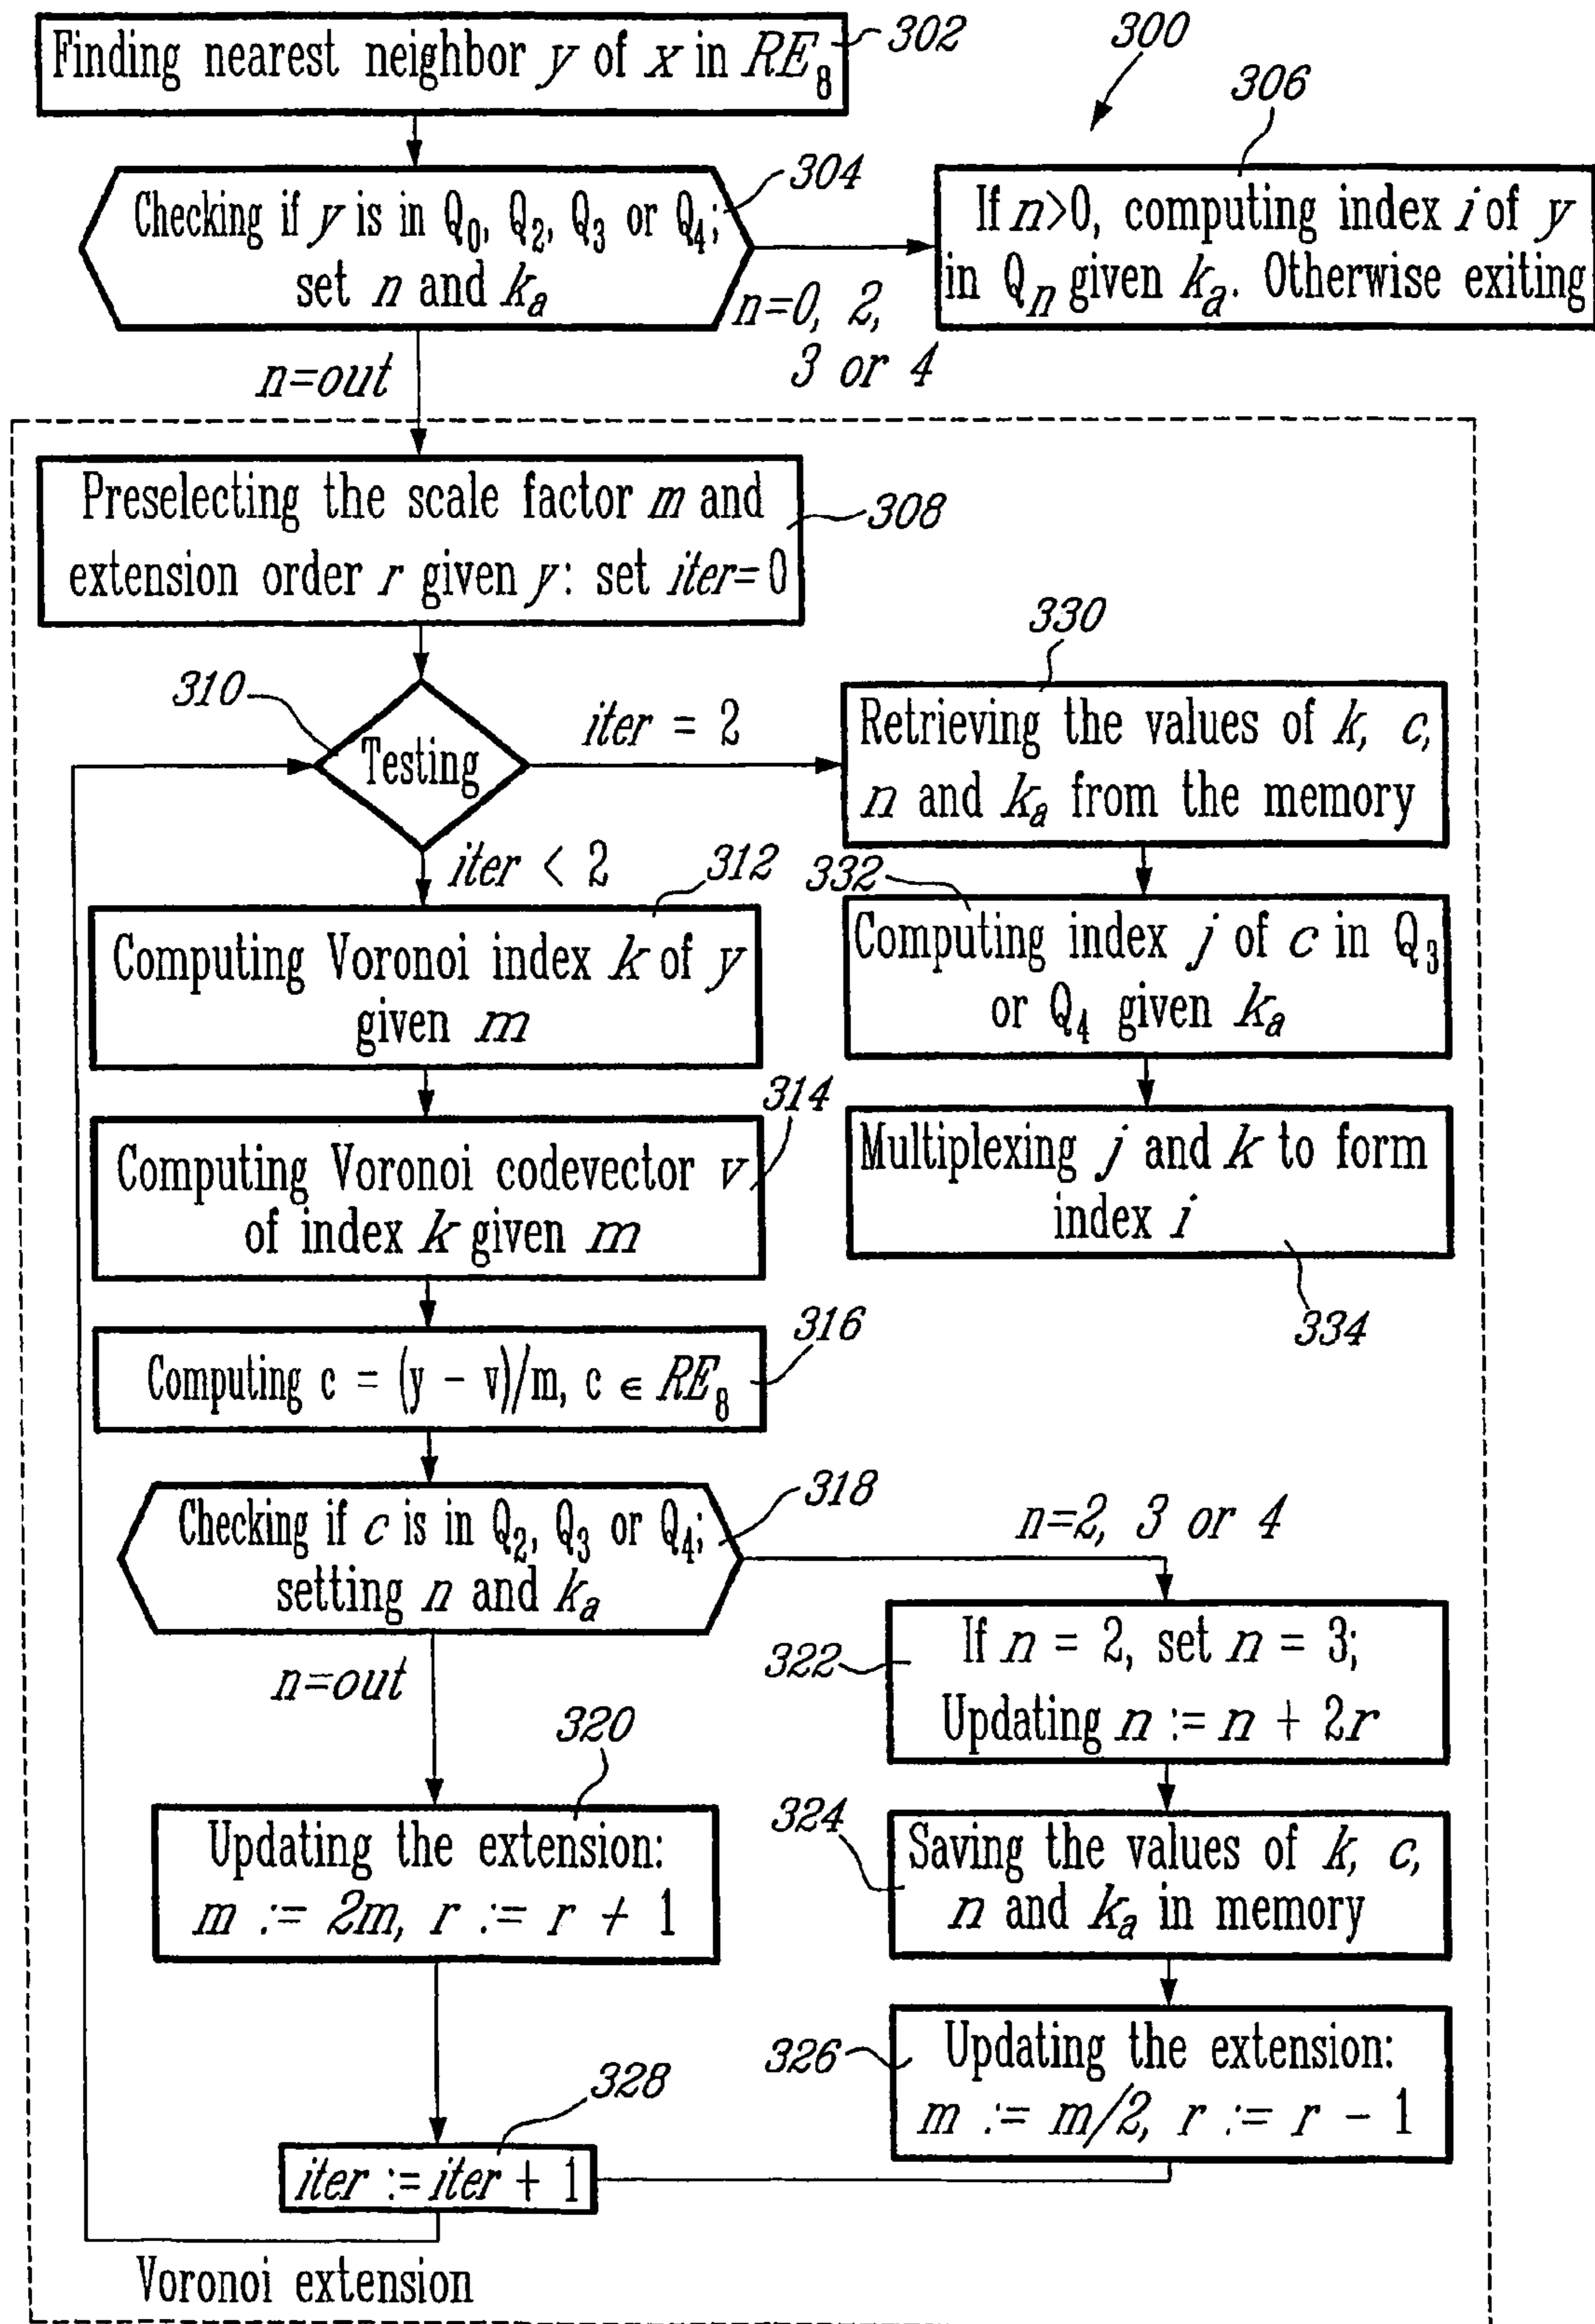 Finding nearest neighbor y of x in RE8
302
300
306
Checking if y is in Q0, Q2, Q3 or Q4;
set n and ka
304
If n>0, computing index i of y
in Qn given ka. Otherwise exiting
n=0, 2,
3 or 4
n=out
Preselecting the scale factor m and
extension order r given y: set iter=0
308
310
Testing
iter = 2
330
Retrieving the values of k, c,
n and ka from the memory
iter < 2
312
Computing Voronoi index k of y
given m
332
Computing index j of c in Q3
or Q4 given ka
314
Computing Voronoi codevector v
of index k given m
Multiplexing j and k to form
index i
334
316
Computing c = (y - v)/m, c ∈ RE8
318
Checking if c is in Q2, Q3 or Q4;
setting n and ka
n=2, 3 or 4
n=out
322
If n = 2, set n = 3;
Updating n := n + 2r
320
Updating the extension:
m := 2m, r := r + 1
324
Saving the values of k, c,
n and ka in memory
326
Updating the extension:
m := m/2, r := r - 1
328
iter := iter + 1
Voronoi extension